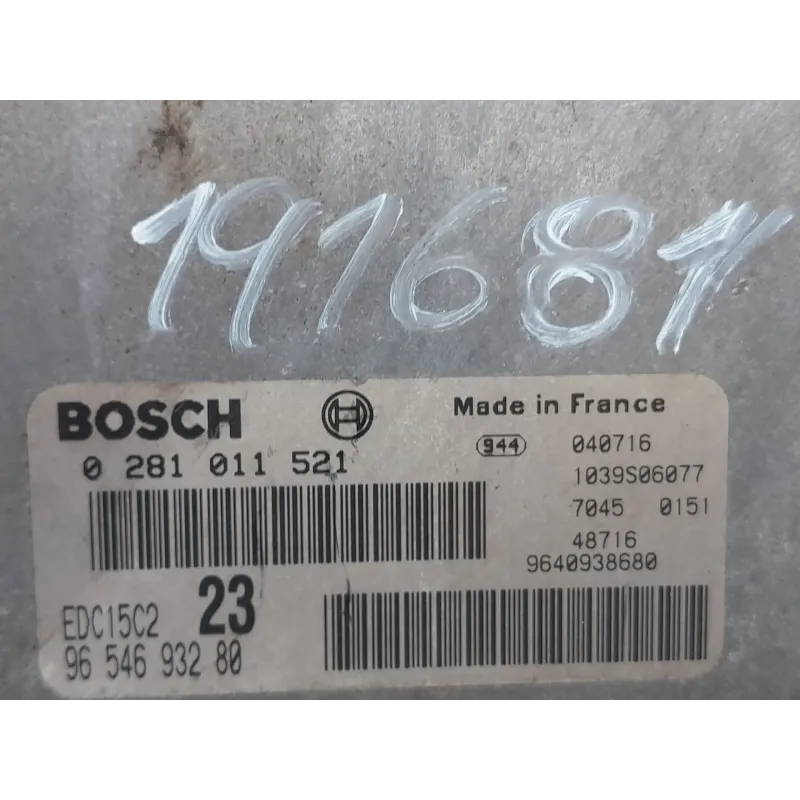 191681
BOSCH
Made in France
0 281 011 521
944
040716
1039S06077
7045 0151
48716
9640938680
EDC15C2
23
96 546 932 80